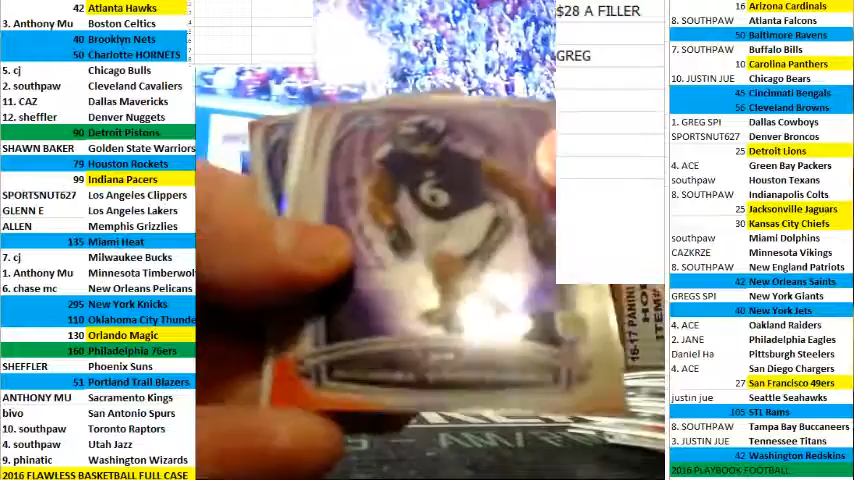 42 Atlanta Hawks
3. Anthony Mu Boston Celtics
40 Brooklyn Nets
50 Charlotte HORNETS
5. cj Chicago Bulls
2. southpaw Cleveland Cavaliers
11. CAZ Dallas Mavericks
12. sheffler Denver Nuggets
90 Detroit Pistons
SHAWN BAKER Golden State Warriors
79 Houston Rockets
99 Indiana Pacers
SPORTSNUT627 Los Angeles Clippers
GLENN E Los Angeles Lakers
ALLEN Memphis Grizzlies
135 Miami Heat
7. cj Milwaukee Bucks
1. Anthony Mu Minnesota Timberwol
6. chase mc New Orleans Pelicans
295 New York Knicks
110 Oklahoma City Thunde
130 Orlando Magic
160 Philadelphia 76ers
SHEFFLER Phoenix Suns
51 Portland Trail Blazers
ANTHONY MU Sacramento Kings
bivo San Antonio Spurs
10. southpaw Toronto Raptors
4. southpaw Utah Jazz
9. phinatic Washington Wizards
2016 FLAWLESS BASKETBALL FULL CASE
$28 A FILLER
GREG
6
16-17 PANINI
HO
ITEM#
AM/FM
16 Arizona Cardinals
8. SOUTHPAW Atlanta Falcons
50 Baltimore Ravens
7. SOUTHPAW Buffalo Bills
10 Carolina Panthers
10. JUSTIN JUE Chicago Bears
45 Cincinnati Bengals
56 Cleveland Browns
1. GREG SPI Dallas Cowboys
SPORTSNUT627 Denver Broncos
25 Detroit Lions
4. ACE Green Bay Packers
southpaw Houston Texans
8. SOUTHPAW Indianapolis Colts
25 Jacksonville Jaguars
30 Kansas City Chiefs
southpaw Miami Dolphins
CAZKRZE Minnesota Vikings
8. SOUTHPAW New England Patriots
42 New Orleans Saints
GREGS SPI New York Giants
40 New York Jets
4. ACE Oakland Raiders
2. JANE Philadelphia Eagles
Daniel Ha Pittsburgh Steelers
4. ACE San Diego Chargers
27 San Francisco 49ers
justin jue Seattle Seahawks
105 STL Rams
8. SOUTHPAW Tampa Bay Buccaneers
3. JUSTIN JUE Tennessee Titans
42 Washington Redskins
2016 PLAYBOOK FOOTBALL